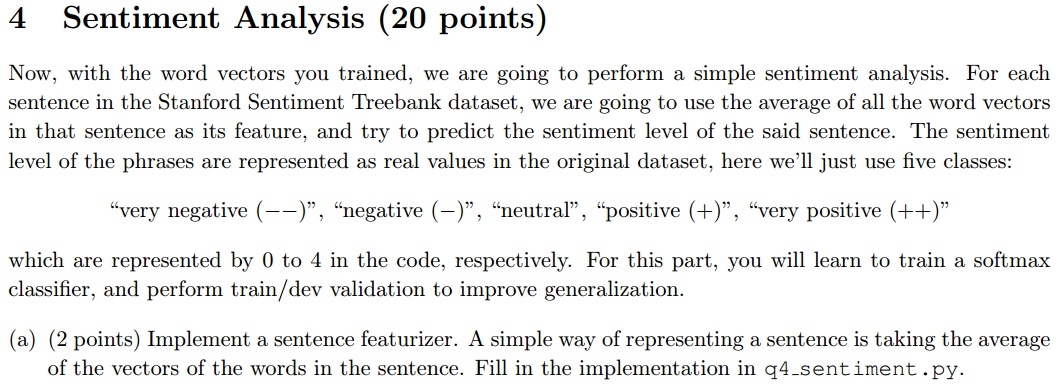 4 Sentiment Analysis (20 points)
Now, with the word vectors you trained, we are going to perform a simple sentiment analysis. For each
sentence in the Stanford Sentiment Treebank dataset, we are going to use the average of all the word vectors
in that sentence as its feature, and try to predict the sentiment level of the said sentence. The sentiment
level of the phrases are represented as real values in the original dataset, here we'll just use five classes:
“very negative (−−)”, “negative (−)”, “neutral”, “positive (+)”, “very positive (++)”
which are represented by 0 to 4 in the code, respectively. For this part, you will learn to train a softmax
classifier, and perform train/dev validation to improve generalization.
(a) (2 points) Implement a sentence featurizer. A simple way of representing a sentence is taking the average
of the vectors of the words in the sentence. Fill in the implementation in q4_sentiment.py.